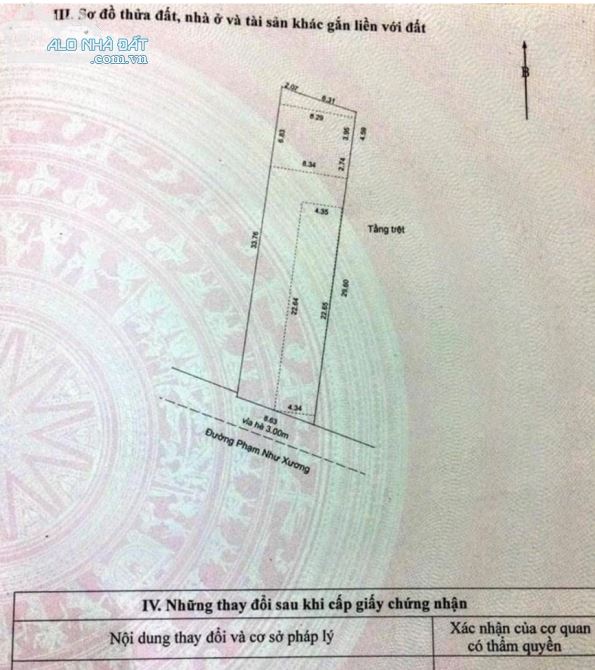 III. Sơ đồ thửa đất, nhà ở và tài sản khác gắn liền với đất
ALO NHÀ ĐẤT
.com.vn
B
2.07
6.31
6.29
3.95
4.59
6.83
8.34
2.74
4.35
Tầng trệt
33.76
22.64
22.65
29.80
4.34
8.63
vỉa hè 3.00m
Đường Phạm Như Xương
IV. Những thay đổi sau khi cấp giấy chứng nhận
Nội dung thay đổi và cơ sở pháp lý
Xác nhận của cơ quan
có thẩm quyền